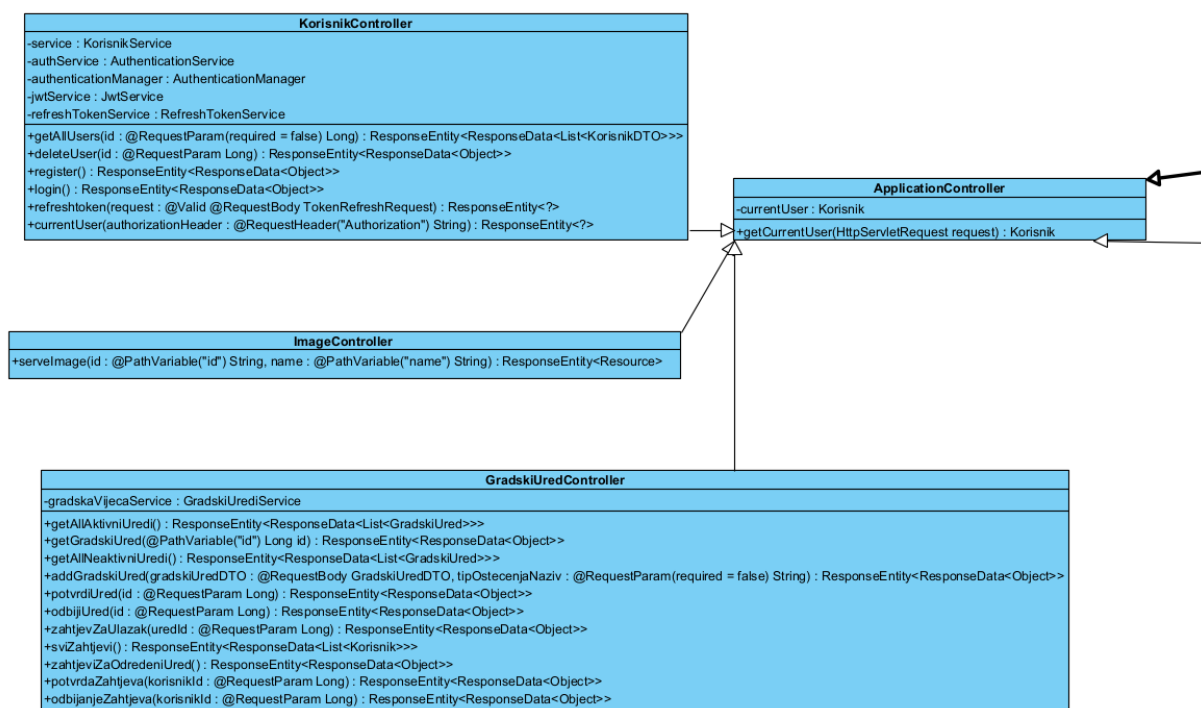 KorisnikController
-service : KorisnikService
-authService : AuthenticationService
-authenticationManager : AuthenticationManager
-jwtService : JwtService
-refreshTokenService : RefreshTokenService
+getAllUsers(id : @RequestParam(required = false) Long) : ResponseEntity<ResponseData<List<KorisnikDTO>>>
+deleteUser(id : @RequestParam Long) : ResponseEntity<ResponseData<Object>>
+register() : ResponseEntity<ResponseData<Object>>
+login() : ResponseEntity<ResponseData<Object>>
+refreshtoken(request : @Valid @RequestBody TokenRefreshRequest) : ResponseEntity<?>
+currentUser(authorizationHeader : @RequestHeader("Authorization") String) : ResponseEntity<?>
ApplicationController
-currentUser : Korisnik
+getCurrentUser(HttpServletRequest request) : Korisnik
ImageController
+serveImage(id : @PathVariable("id") String, name : @PathVariable("name") String) : ResponseEntity<Resource>
GradskiUredController
-gradskaVijecaService : GradskiUrediService
+getAllAktivniUredi() : ResponseEntity<ResponseData<List<GradskiUred>>>
+getGradskiUred(@PathVariable("id") Long id) : ResponseEntity<ResponseData<Object>>
+getAllNeaktivniUredi() : ResponseEntity<ResponseData<List<GradskiUred>>>
+addGradskiUred(gradskiUredDTO : @RequestBody GradskiUredDTO, tipOstecenjaNaziv : @RequestParam(required = false) String) : ResponseEntity<ResponseData<Object>>
+potvrdiUred(id : @RequestParam Long) : ResponseEntity<ResponseData<Object>>
+odbijiUred(id : @RequestParam Long) : ResponseEntity<ResponseData<Object>>
+zahtjevZaUlazak(uredId : @RequestParam Long) : ResponseEntity<ResponseData<Object>>
+sviZahtjevi() : ResponseEntity<ResponseData<List<Korisnik>>>
+zahtjeviZaOdredeniUred() : ResponseEntity<ResponseData<Object>>
+potvrdaZahtjeva(korisnikId : @RequestParam Long) : ResponseEntity<ResponseData<Object>>
+odbijanjeZahtjeva(korisnikId : @RequestParam Long) : ResponseEntity<ResponseData<Object>>